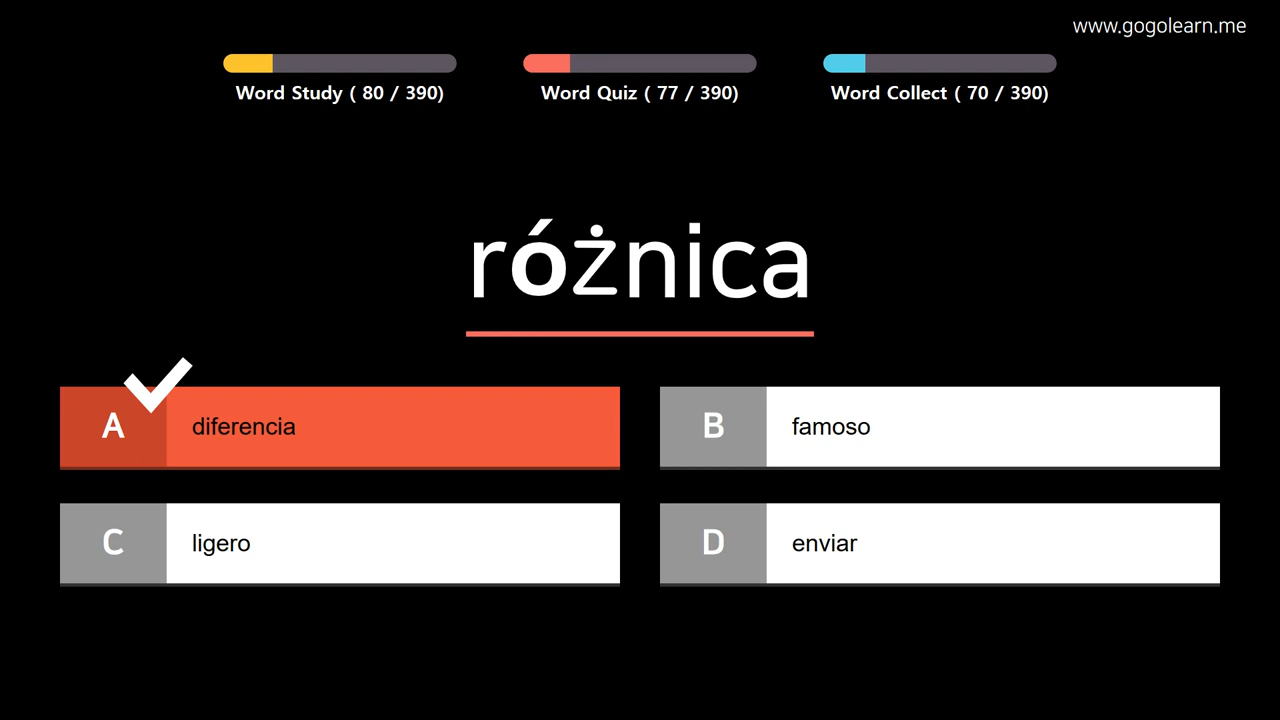 www.gogolearn.me
Word Study ( 80 / 390)
Word Quiz ( 77 / 390)
Word Collect ( 70 / 390)
różnica
A diferencia
B famoso
C ligero
D enviar